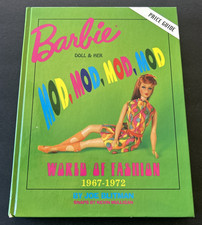 PRICE GUIDE
Barbie
DOLL & HER
MOD, MOD, MOD, MOD
WORLD OF FASHION
1967-1972